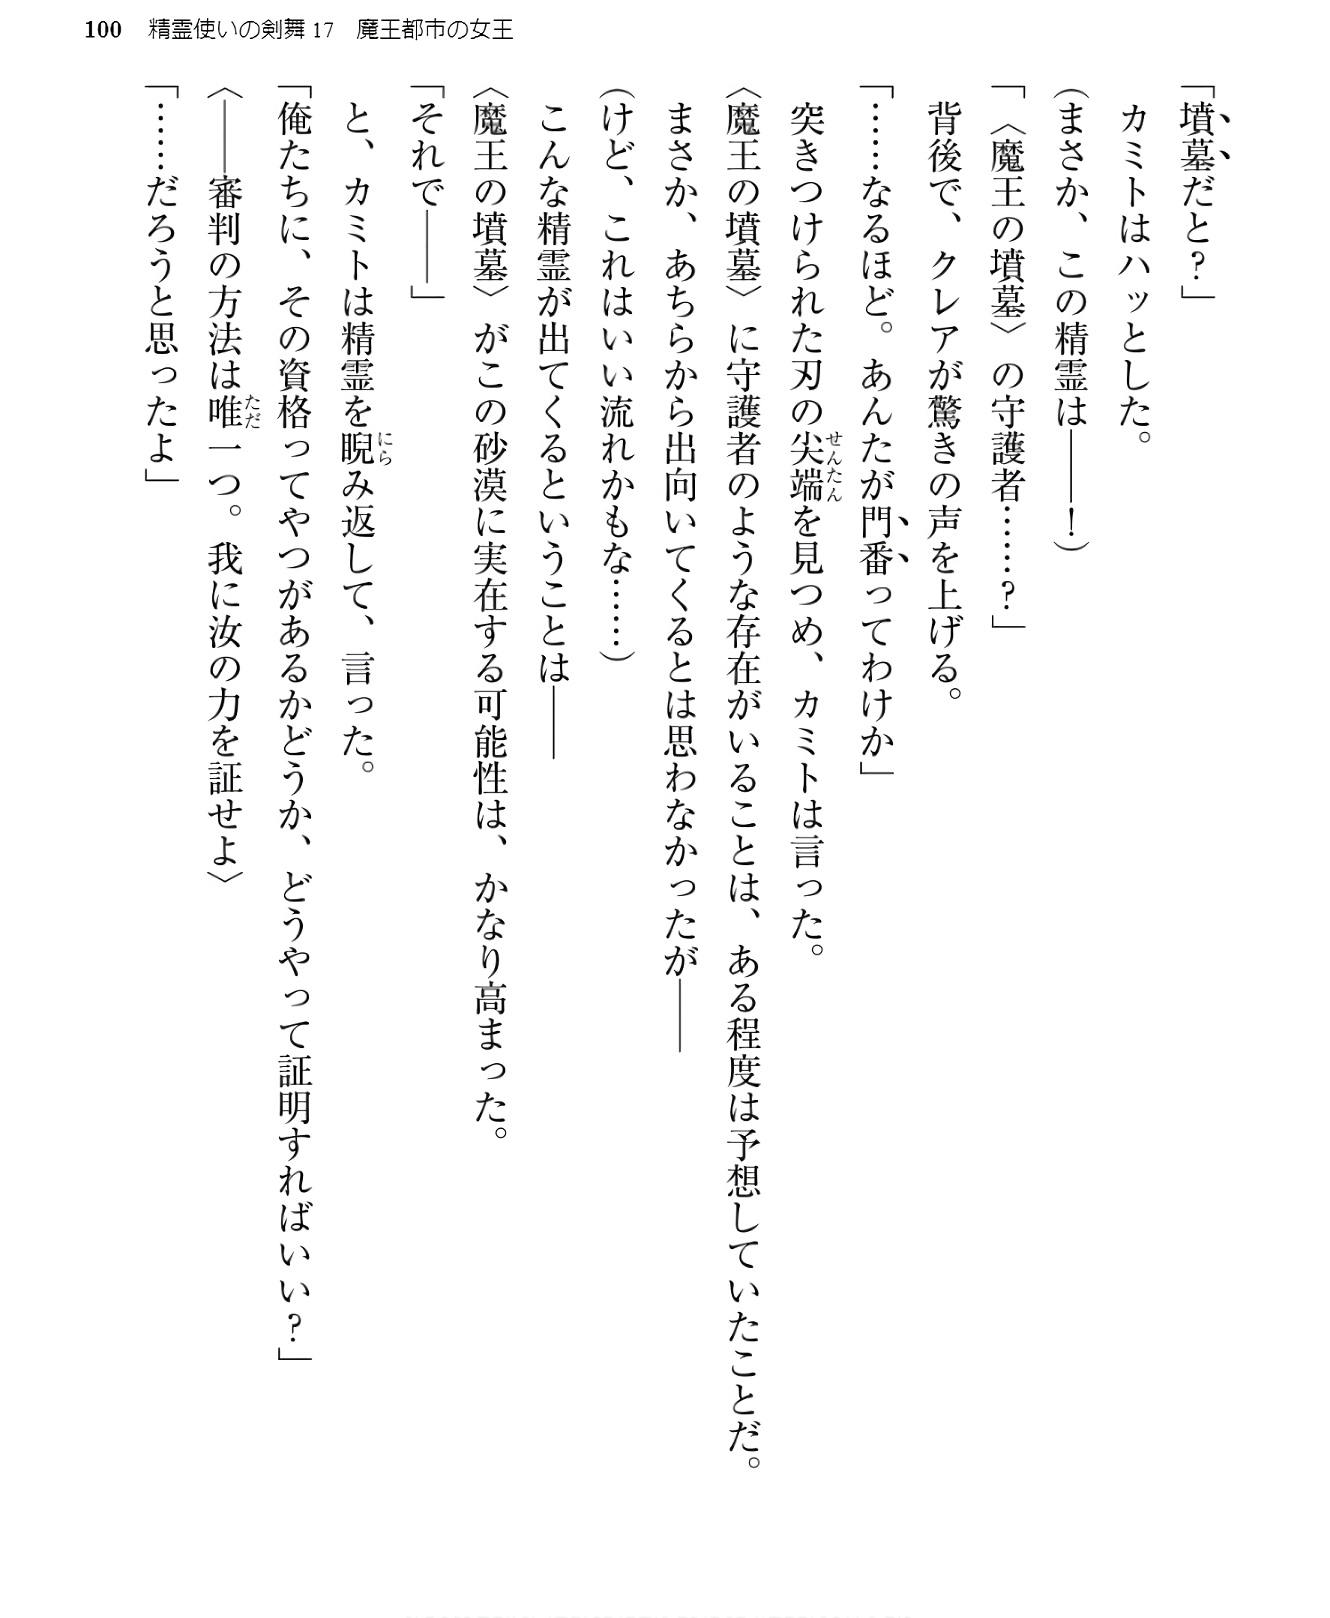 100 精霊使いの剣舞17 魔王都市の女王
「墳墓だと？」
カミトはハッとした。
（まさか、この精霊は――！）
「〈魔王の墳墓〉の守護者……？」
背後で、クレアが驚きの声を上げる。
「……なるほど。あんたが門番ってわけか」
突きつけられた刃の尖端せんたんを見つめ、カミトは言った。
〈魔王の墳墓〉に守護者のような存在がいることは、ある程度は予想していたことだ。
まさか、あちらから出向いてくるとは思わなかったが――
（けど、これはいい流れかもな……）
こんな精霊が出てくるということは――
〈魔王の墳墓〉がこの砂漠に実在する可能性は、かなり高まった。
「それで――」
と、カミトは精霊を睨にらみ返して、言った。
「俺たちに、その資格ってやつがあるかどうか、どうやって証明すればいい？」
〈――審判の方法は唯ただ一つ。我に汝の力を証せよ〉
「……だろうと思ったよ」